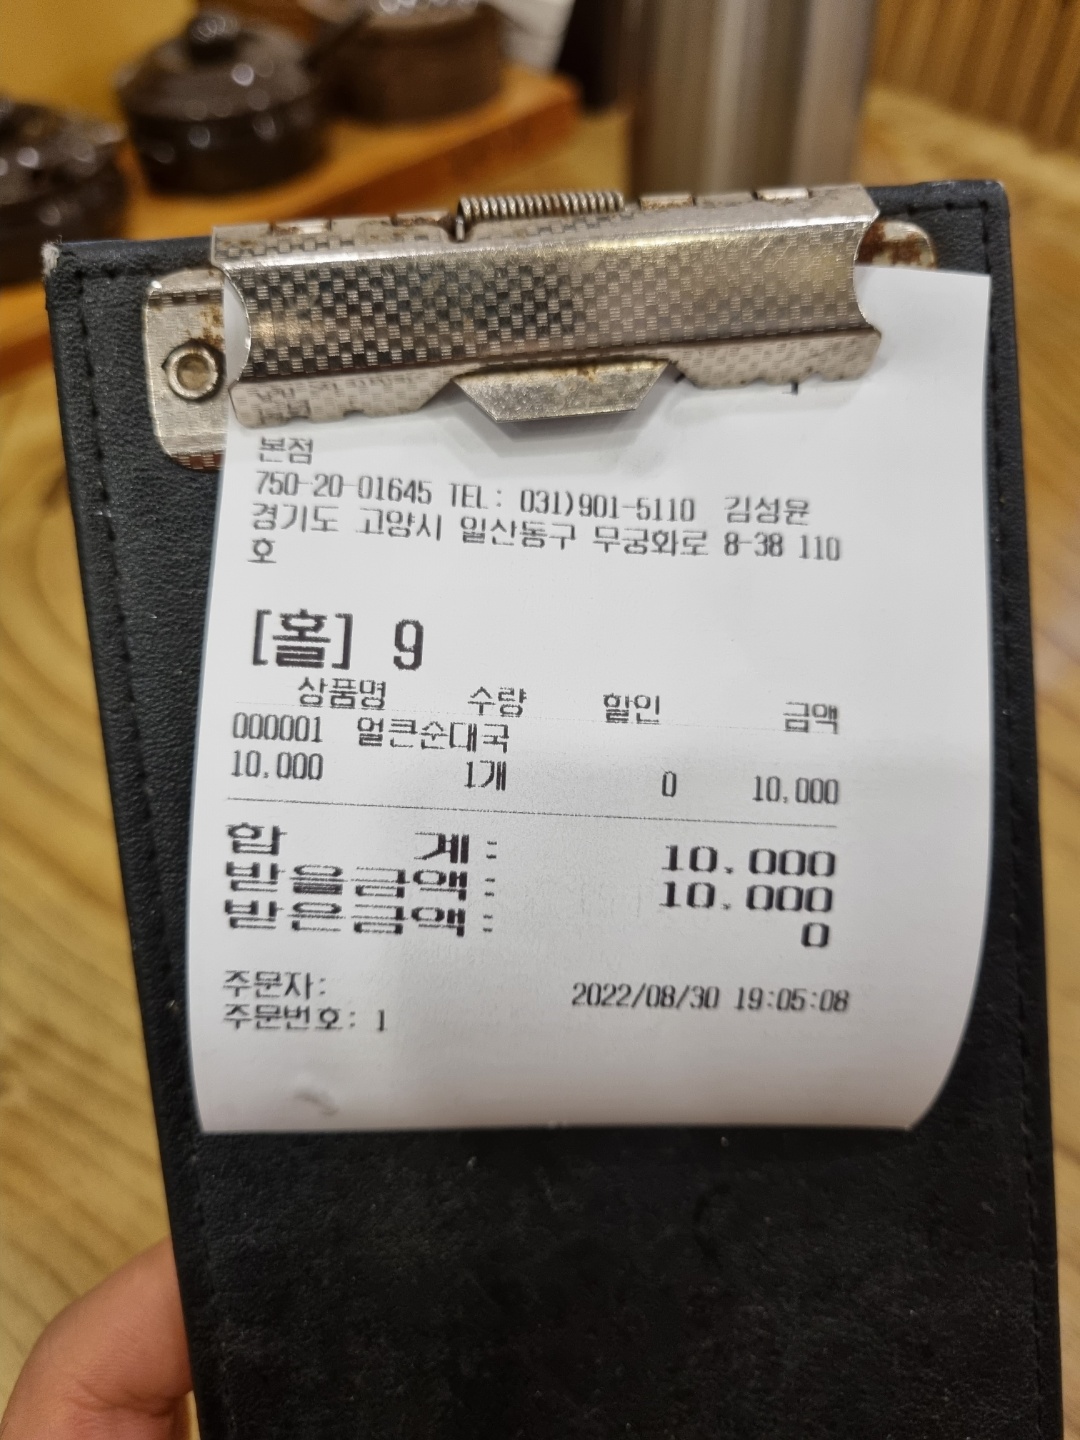 본점
750-20-01645 TEL: 031)901-5110 김성윤
경기도 고양시 일산동구 무궁화로 8-38 110
호
[홀] 9
상품명 수량 할인 금액
000001 얼큰순대국
10,000 1개 0 10,000
합 계: 10,000
받을금액: 10,000
받은금액: 0
주문자: 2022/08/30 19:05:08
주문번호: 1